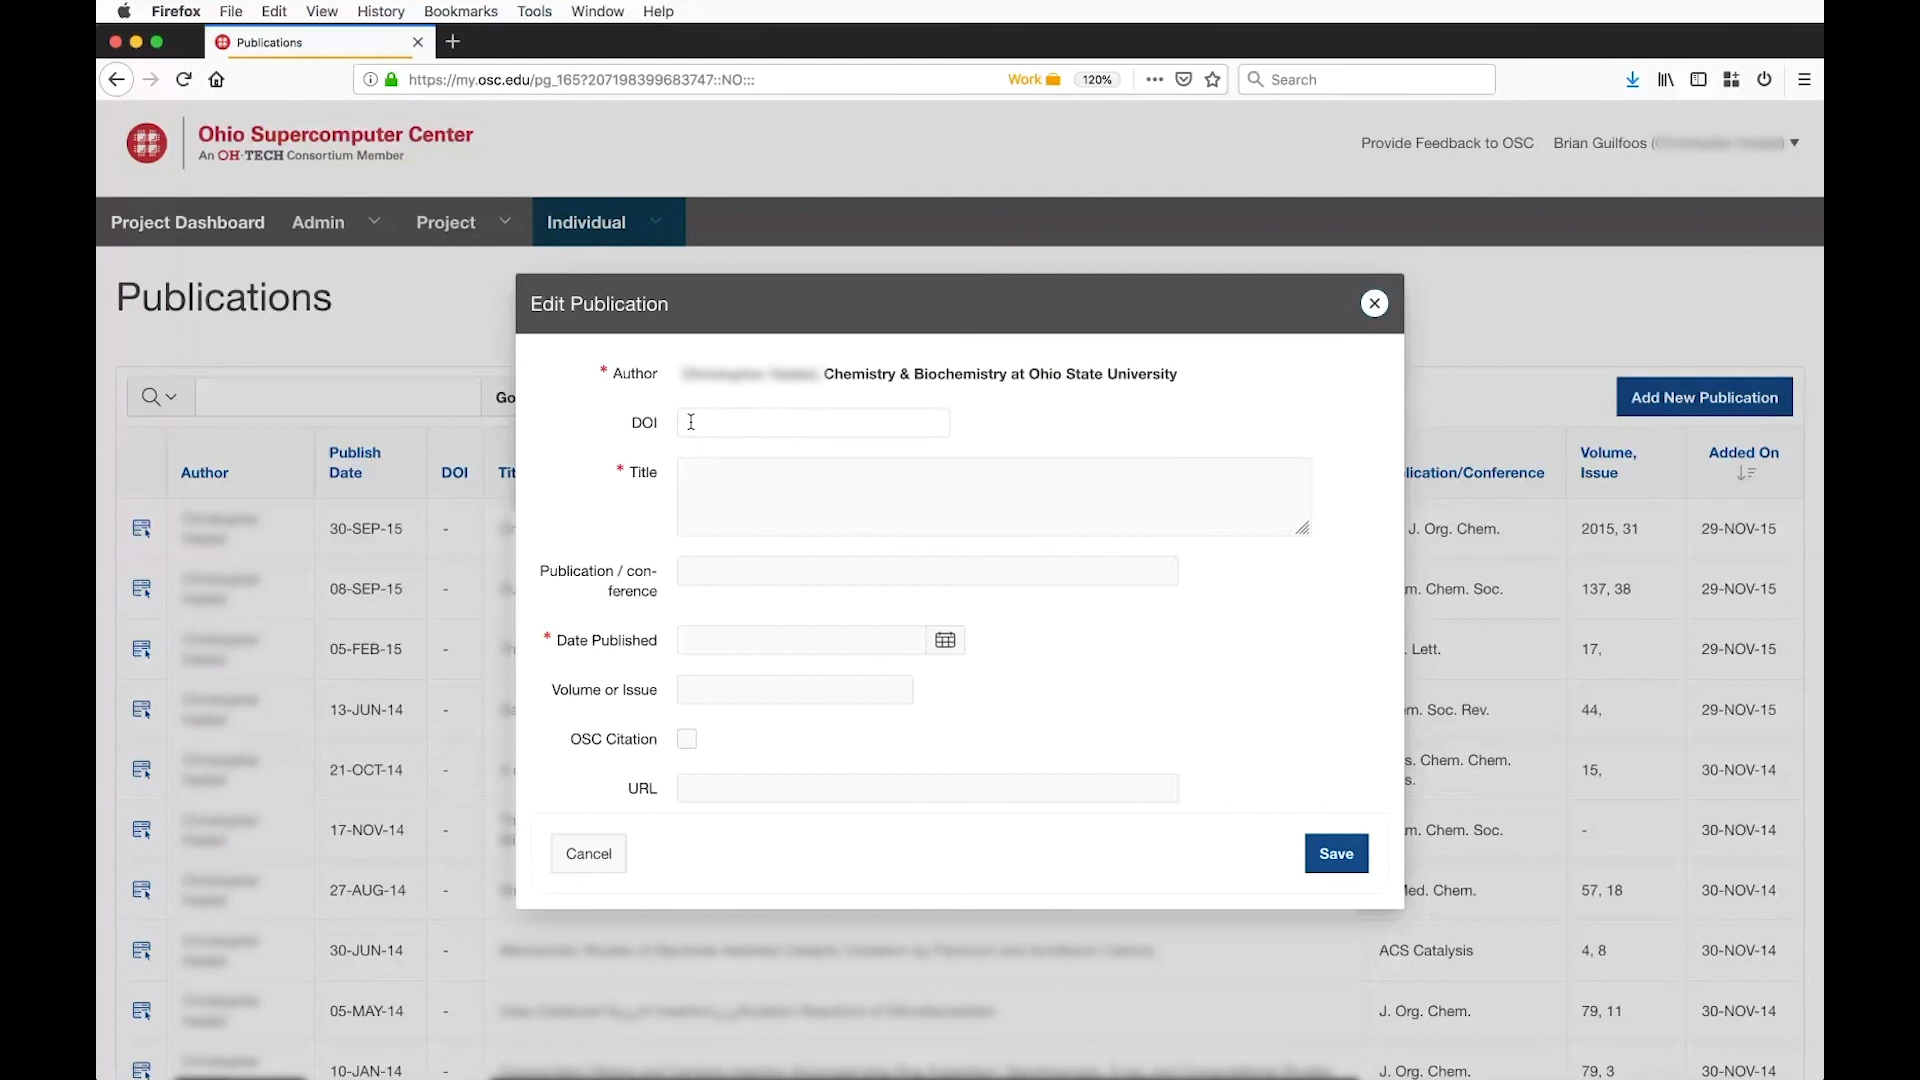 Firefox File Edit View History Bookmarks Tools Window Help
Publications
https://my.osc.edu/pg_165?207198399683747::NO:::
Work
120%
Search
Ohio Supercomputer Center
An OH·TECH Consortium Member
Provide Feedback to OSC
Brian Guilfoos (
)
Project Dashboard Admin Project Individual
Publications
Go
Add New Publication
Author
Publish Date
DOI
Tit
lication/Conference
Volume, Issue
Added On
Edit Publication
* Author Chemistry & Biochemistry at Ohio State University
DOI
* Title
Publication / con-
ference
* Date Published
Volume or Issue
OSC Citation
URL
Cancel
Save
30-SEP-15 - J. Org. Chem. 2015, 31 29-NOV-15
08-SEP-15 - m. Chem. Soc. 137, 38 29-NOV-15
05-FEB-15 - . Lett. 17, 29-NOV-15
13-JUN-14 - m. Soc. Rev. 44, 29-NOV-15
21-OCT-14 - s. Chem. Chem. 15, 30-NOV-14
s.
17-NOV-14 - m. Chem. Soc. - 30-NOV-14
27-AUG-14 - Med. Chem. 57, 18 30-NOV-14
30-JUN-14 - ACS Catalysis 4, 8 30-NOV-14
05-MAY-14 - J. Org. Chem. 79, 11 30-NOV-14
10-JAN-14 - J. Org. Chem. 79, 3 30-NOV-14